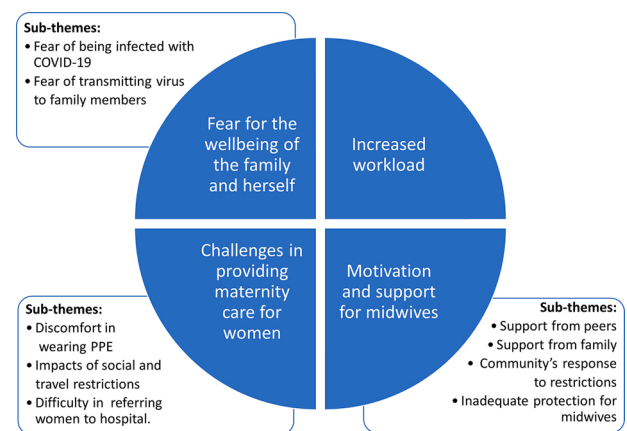 Sub-themes:
• Fear of being infected with
COVID-19
• Fear of transmitting virus
to family members
Fear for the
wellbeing of
the family
and herself
Increased
workload
Challenges in
providing
maternity
care for
women
Motivation
and support
for midwives
Sub-themes:
• Discomfort in
wearing PPE
• Impacts of social and
travel restrictions
• Difficulty in referring
women to hospital.
Sub-themes:
• Support from peers
• Support from family
• Community’s response
to restrictions
• Inadequate protection for
midwives